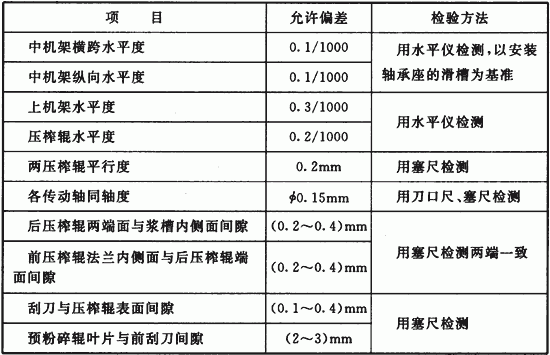 项 目 允许偏差 检验方法
中机架横跨水平度 0.1/1000 用水平仪检测,以安装
中机架纵向水平度 0.1/1000 轴承座的滑槽为基准
上机架水平度 0.3/1000 用水平仪检测
压榨辊水平度 0.2/1000
两压榨辊平行度 0.2mm 用塞尺检测
各传动轴同轴度 ϕ0.15mm 用刀口尺、塞尺检测
后压榨辊两端面与浆槽内侧面间隙 (0.2～0.4)mm 用塞尺检测两端一致
前压榨辊法兰内侧面与后压榨辊端
面间隙 (0.2～0.4)mm
刮刀与压榨辊表面间隙 (0.1～0.4)mm 用塞尺检测
预粉碎辊叶片与前刮刀间隙 (2～3)mm